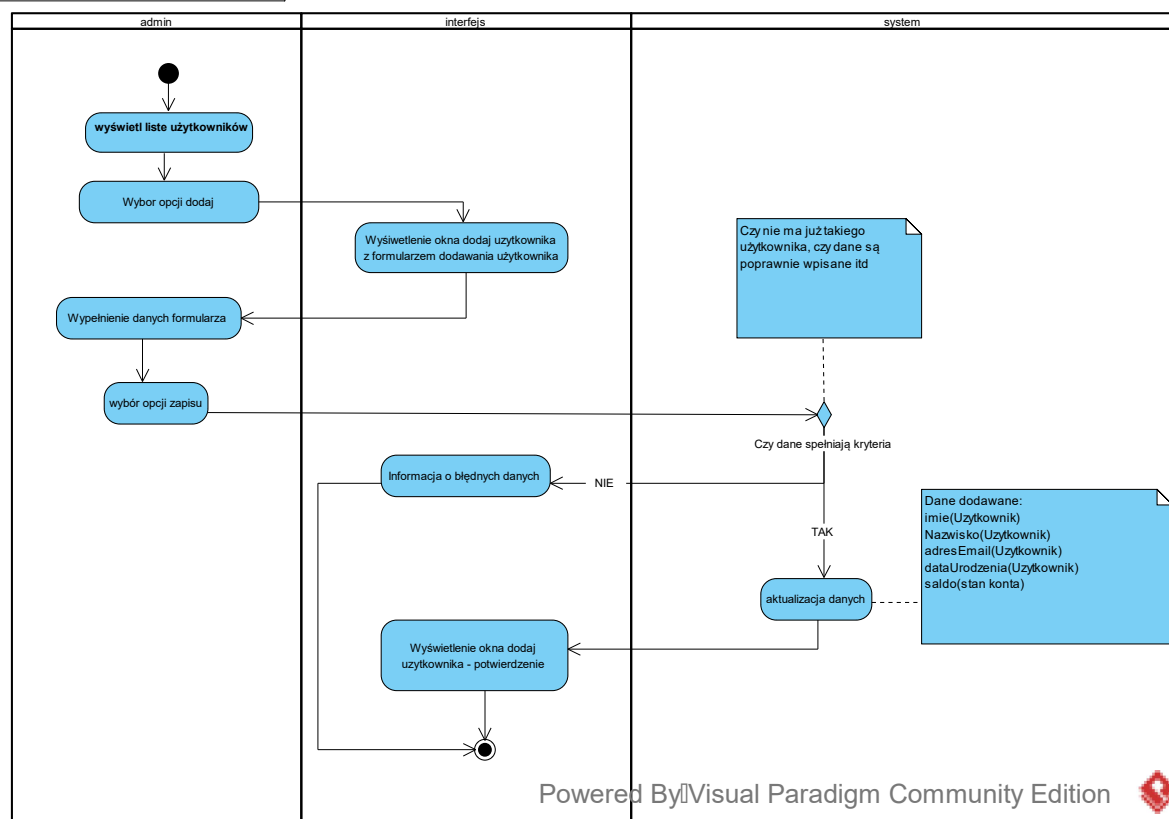 admin
interfejs
system
wyświetl liste użytkowników
Wybor opcji dodaj
Wyśiwetlenie okna dodaj uzytkownika
z formularzem dodawania użytkownika
Czy nie ma już takiego
użytkownika, czy dane są
poprawnie wpisane itd
Wypełnienie danych formularza
wybór opcji zapisu
Czy dane spełniają kryteria
Informacja o błędnych danych
NIE
TAK
Dane dodawane:
imie(Uzytkownik)
Nazwisko(Uzytkownik)
adresEmail(Uzytkownik)
dataUrodzenia(Uzytkownik)
saldo(stan konta)
aktualizacja danych
Wyświetlenie okna dodaj
uzytkownika - potwierdzenie
Powered By▯Visual Paradigm Community Edition